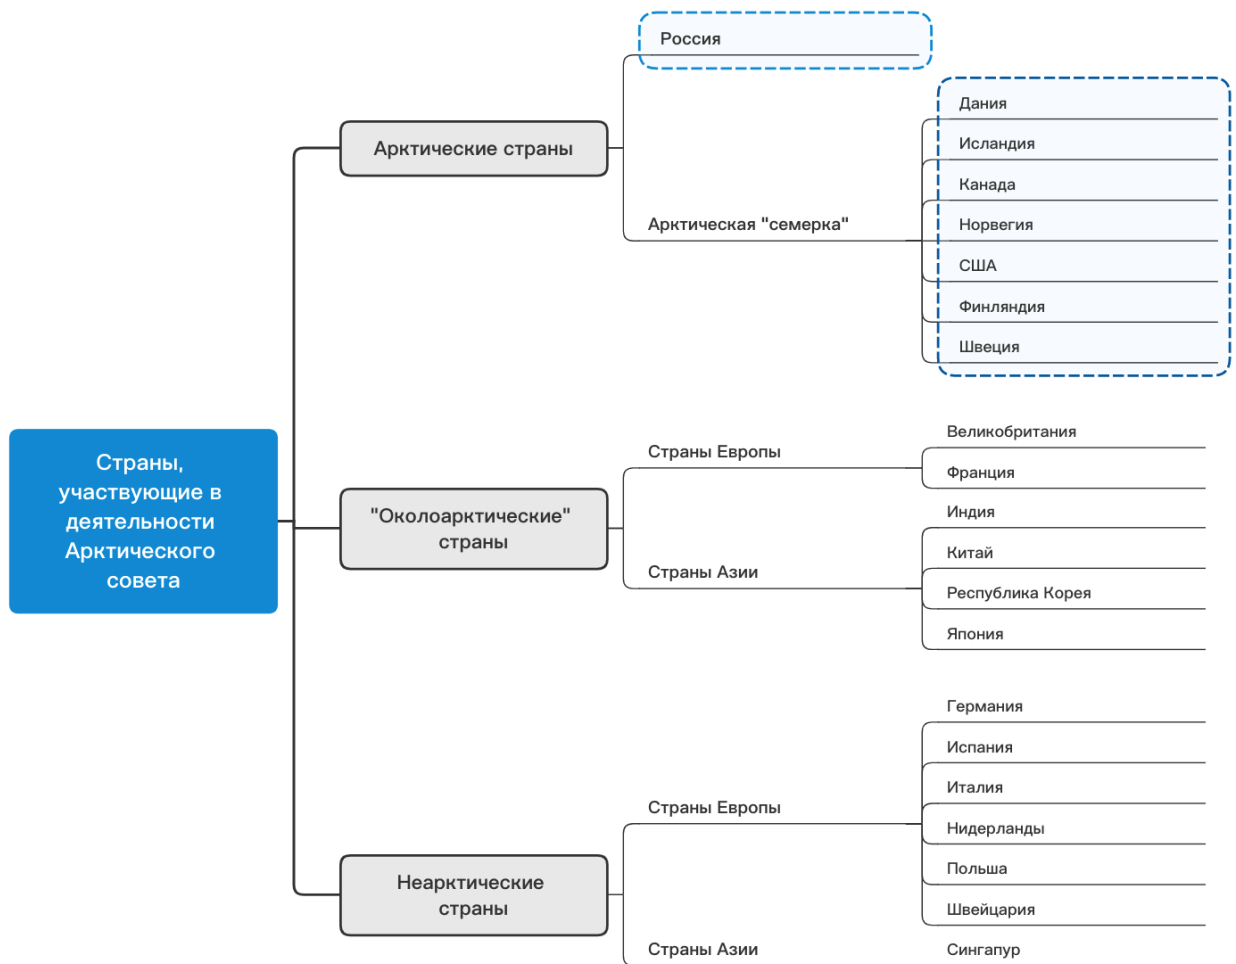 Страны,
участвующие в
деятельности
Арктического
совета
Арктические страны
Россия
Арктическая "семерка"
Дания
Исландия
Канада
Норвегия
США
Финляндия
Швеция
"Околоарктические"
страны
Страны Европы
Великобритания
Франция
Страны Азии
Индия
Китай
Республика Корея
Япония
Неарктические
страны
Страны Европы
Германия
Испания
Италия
Нидерланды
Польша
Швейцария
Страны Азии
Сингапур